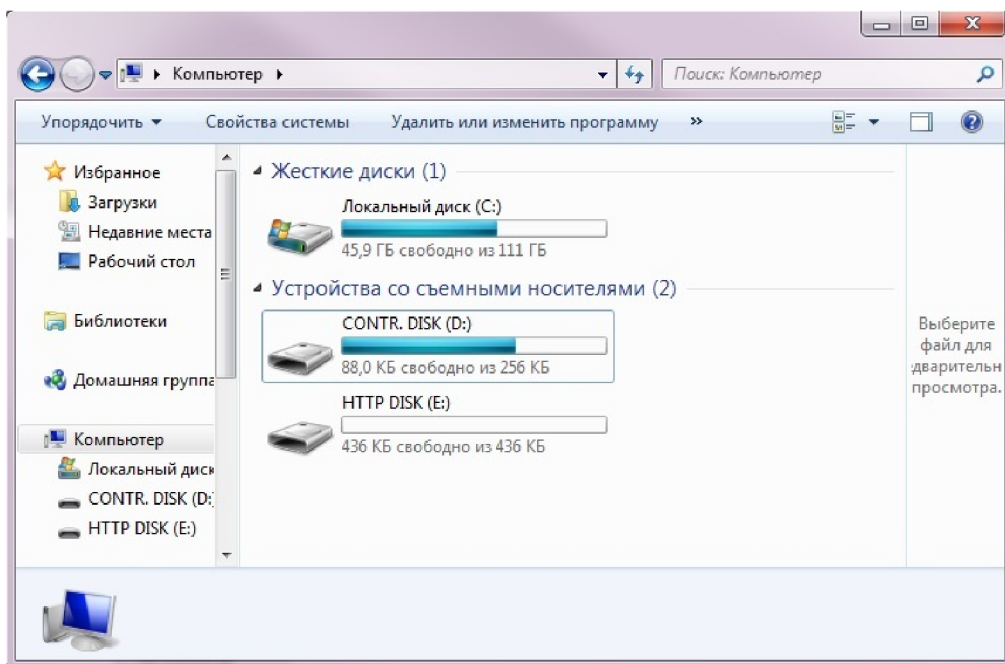 Компьютер
Поиск: Компьютер
Упорядочить Свойства системы Удалить или изменить программу »
Избранное
Загрузки
Недавние места
Рабочий стол
Библиотеки
Домашняя группа
Компьютер
Локальный диск
CONTR. DISK (D:)
HTTP DISK (E:)
Жесткие диски (1)
Локальный диск (C:)
45,9 ГБ свободно из 111 ГБ
Устройства со съемными носителями (2)
CONTR. DISK (D:)
88,0 КБ свободно из 256 КБ
HTTP DISK (E:)
436 КБ свободно из 436 КБ
Выберите
файл для
дварительн
просмотра.